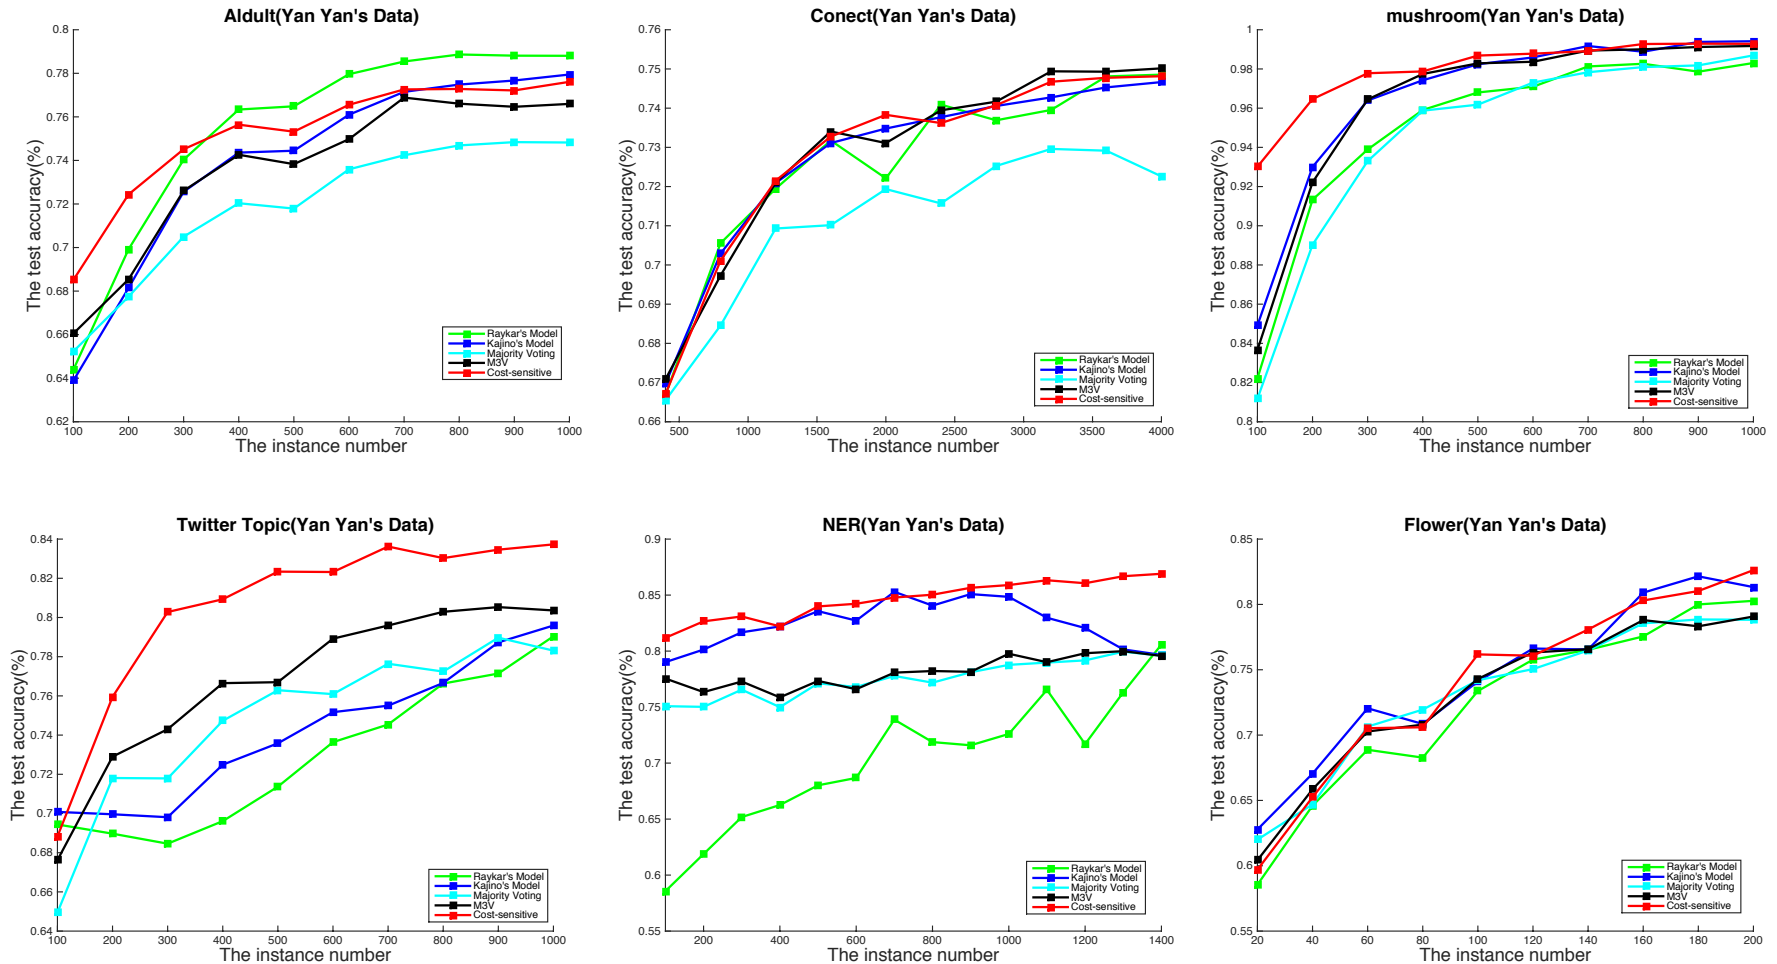 Aldult(Yan Yan's Data)
The test accuracy(%)
0.8
0.78
0.76
0.74
0.72
0.7
0.68
0.66
0.64
0.62
100 200 300 400 500 600 700 800 900 1000
The instance number
Raykar's Model
Kajino's Model
Majority Voting
M3V
Cost-sensitive
Conect(Yan Yan's Data)
The test accuracy(%)
0.76
0.75
0.74
0.73
0.72
0.71
0.7
0.69
0.68
0.67
0.66
500 1000 1500 2000 2500 3000 3500 4000
The instance number
Raykar's Model
Kajino's Model
Majority Voting
M3V
Cost-sensitive
mushroom(Yan Yan's Data)
The test accuracy(%)
1
0.98
0.96
0.94
0.92
0.9
0.88
0.86
0.84
0.82
0.8
100 200 300 400 500 600 700 800 900 1000
The instance number
Raykar's Model
Kajino's Model
Majority Voting
M3V
Cost-sensitive
Twitter Topic(Yan Yan's Data)
The test accuracy(%)
0.84
0.82
0.8
0.78
0.76
0.74
0.72
0.7
0.68
0.66
0.64
100 200 300 400 500 600 700 800 900 1000
The instance number
Raykar's Model
Kajino's Model
Majority Voting
M3V
Cost-sensitive
NER(Yan Yan's Data)
The test accuracy(%)
0.9
0.85
0.8
0.75
0.7
0.65
0.6
0.55
200 400 600 800 1000 1200 1400
The instance number
Raykar's Model
Kajino's Model
Majority Voting
M3V
Cost-sensitive
Flower(Yan Yan's Data)
The test accuracy(%)
0.85
0.8
0.75
0.7
0.65
0.6
0.55
20 40 60 80 100 120 140 160 180 200
The instance number
Raykar's Model
Kajino's Model
Majority Voting
M3V
Cost-sensitive